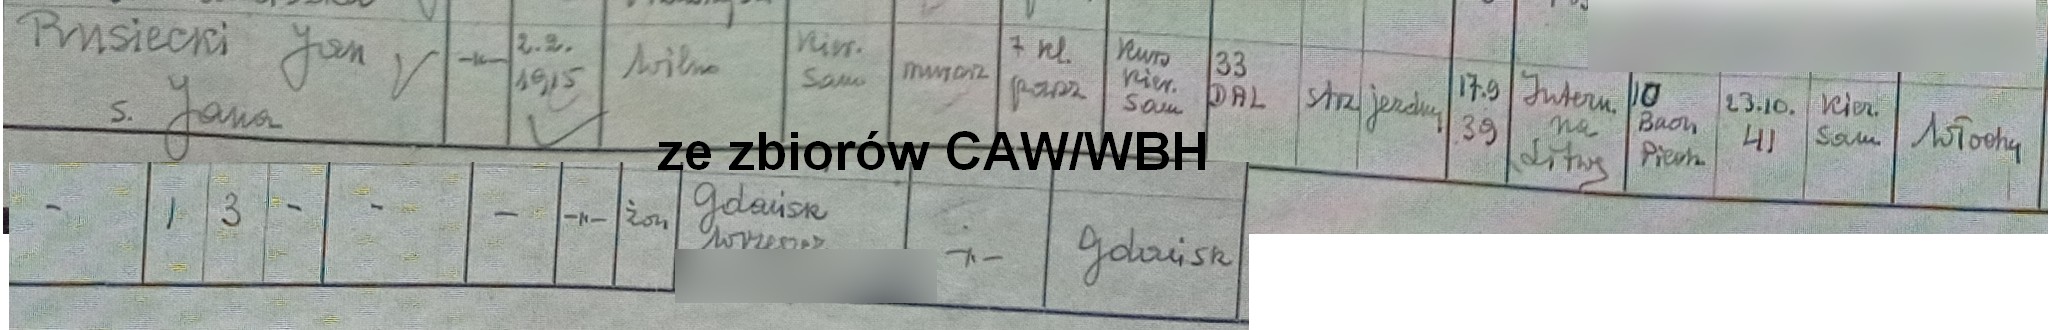 Rusiecki Jan
s. Jana
-"-
2.2.
1915
Wilno
Kier.
Sam
murarz
7 kl.
Kurs
Kier.
Sam
33
DAL
strz
jezdny
17.9
39
Intern.
na
Litwę
10
Baon
Piech
23.10.
41
Kier.
Sam
Włochy
ze zbiorów CAW/WBH
-
1
3
-
-
-
-"-
żon
Gdańsk
Wrzeszcz
-"-
Gdańsk